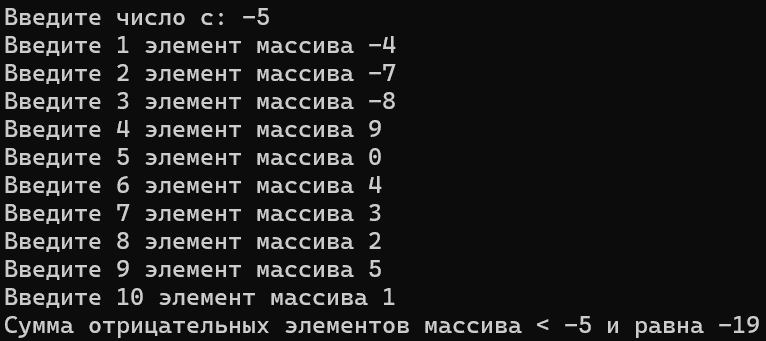 Введите число с: -5
Введите 1 элемент массива -4
Введите 2 элемент массива -7
Введите 3 элемент массива -8
Введите 4 элемент массива 9
Введите 5 элемент массива 0
Введите 6 элемент массива 4
Введите 7 элемент массива 3
Введите 8 элемент массива 2
Введите 9 элемент массива 5
Введите 10 элемент массива 1
Сумма отрицательных элементов массива < -5 и равна -19